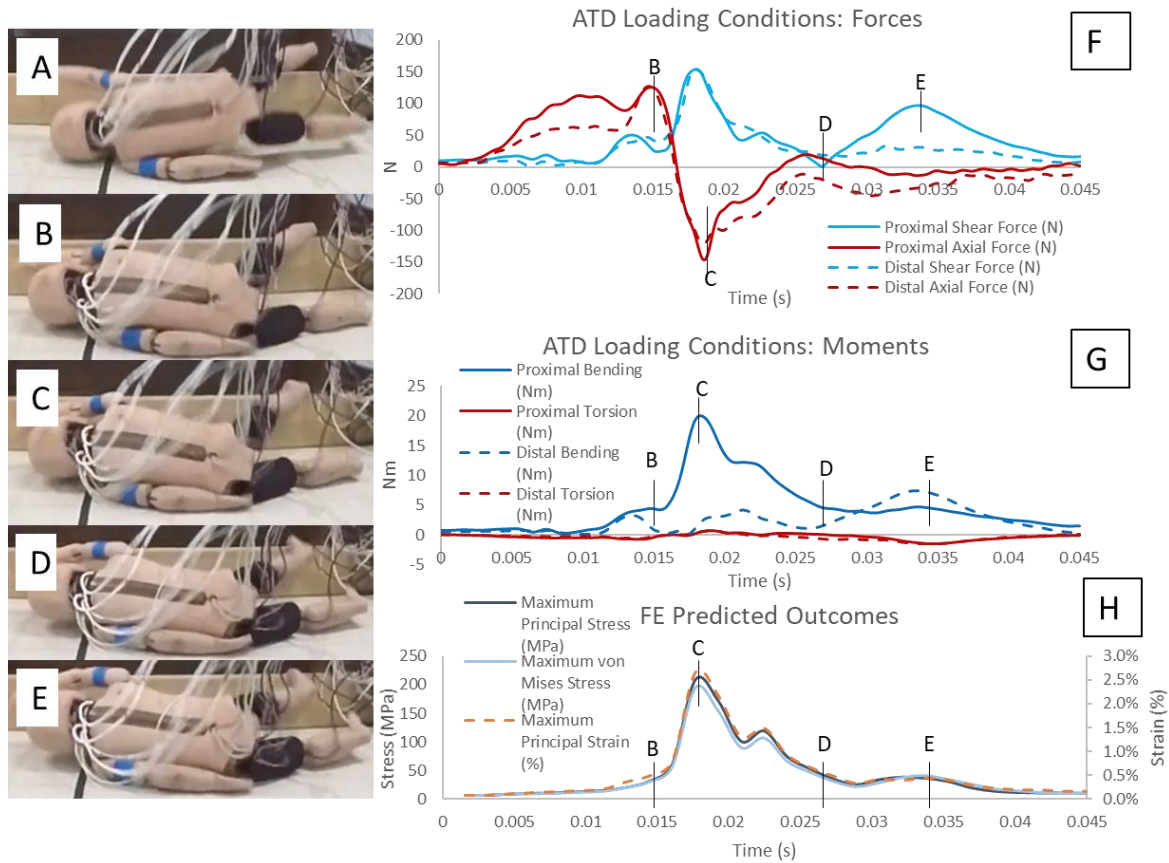 A
B
C
D
E
ATD Loading Conditions: Forces
F
200
150
100
50
0
-50
-100
-150
-200
N
B
C
D
E
0
0.005
0.01
0.015
0.02
0.025
0.03
0.035
0.04
0.045
Proximal Shear Force (N)
Proximal Axial Force (N)
Distal Shear Force (N)
Distal Axial Force (N)
Time (s)
ATD Loading Conditions: Moments
G
Proximal Bending
(Nm)
Proximal Torsion
(Nm)
Distal Bending
(Nm)
Distal Torsion
(Nm)
25
20
15
10
5
0
-5
Nm
B
C
D
E
0
0.005
0.01
0.015
0.02
0.025
0.03
0.035
0.04
0.045
Time (s)
FE Predicted Outcomes
H
Maximum
Principal Stress
(MPa)
Maximum von
Mises Stress
(MPa)
Maximum
Principal Strain
(%)
250
200
150
100
50
0
Stress (MPa)
B
C
D
E
3.0%
2.5%
2.0%
1.5%
1.0%
0.5%
0.0%
Strain (%)
0
0.005
0.01
0.015
0.02
0.025
0.03
0.035
0.04
0.045
Time (s)